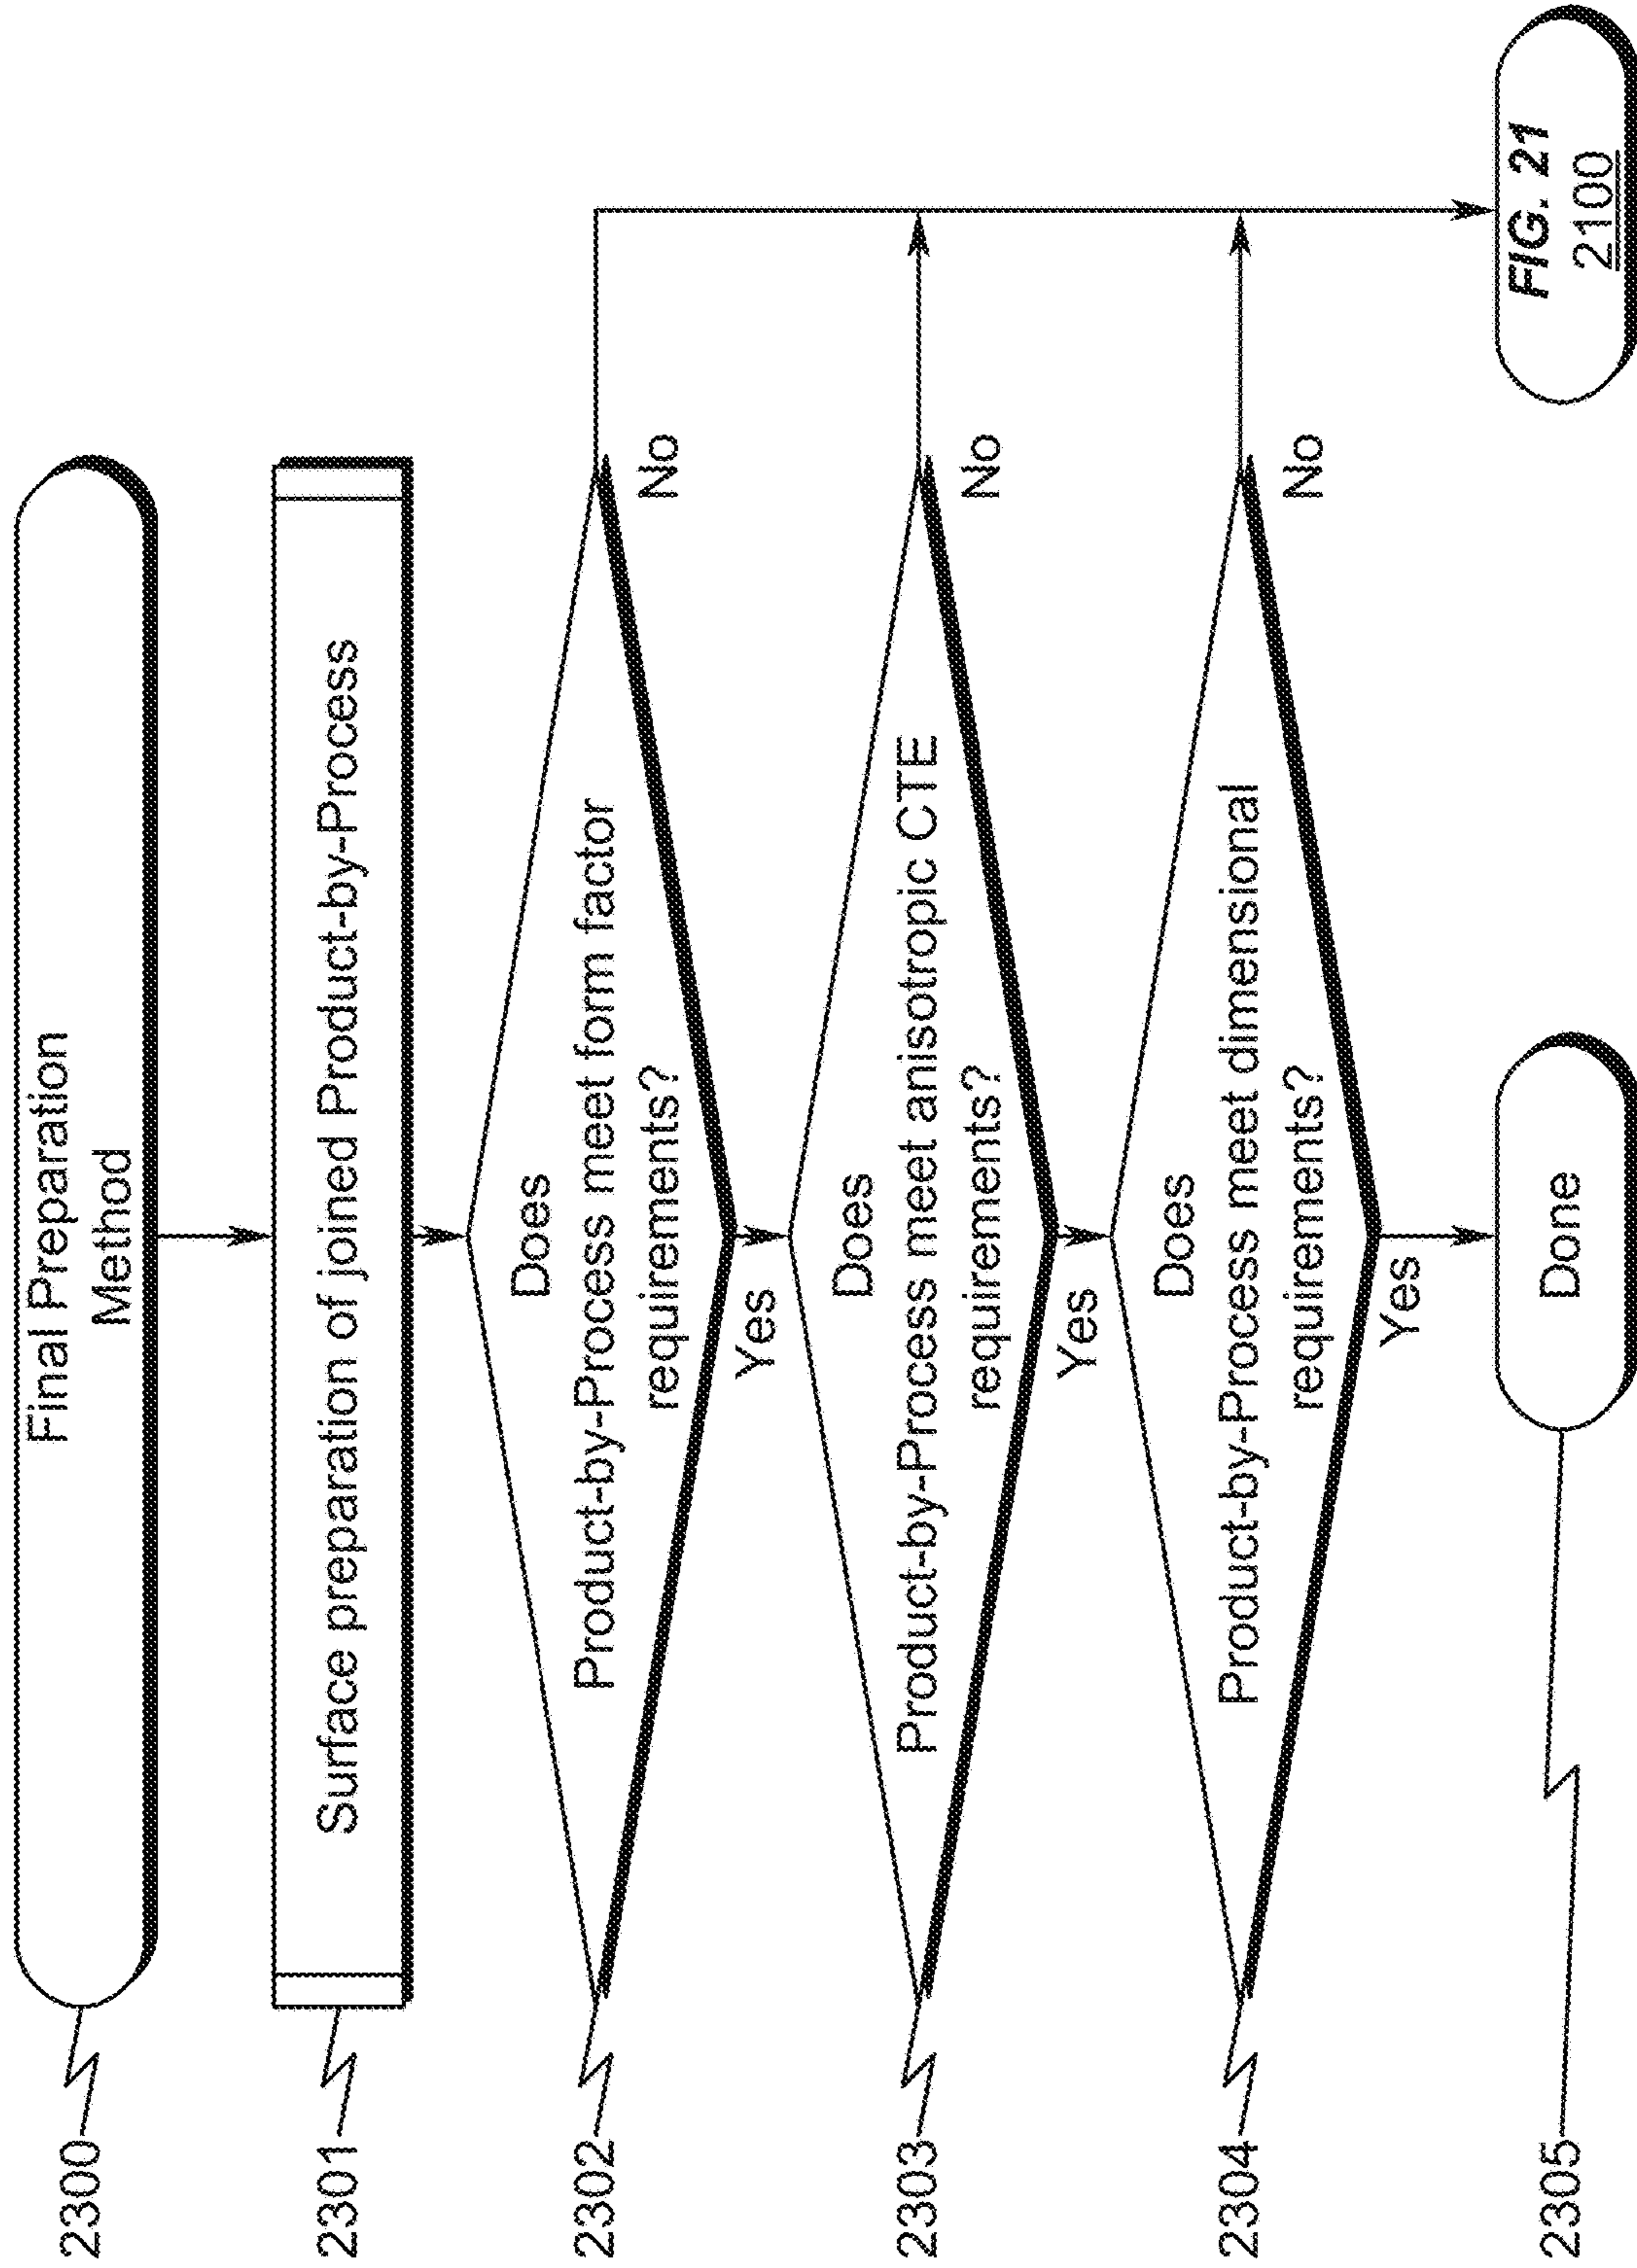 2300
Final Preparation
Method
2301
Surface preparation of joined Product-by-Process
2302
Does
Product-by-Process meet form factor
requirements?
No
Yes
2303
Does
Product-by-Process meet anisotropic CTE
requirements?
No
Yes
2304
Does
Product-by-Process meet dimensional
requirements?
No
Yes
2305
Done
FIG. 21
2100